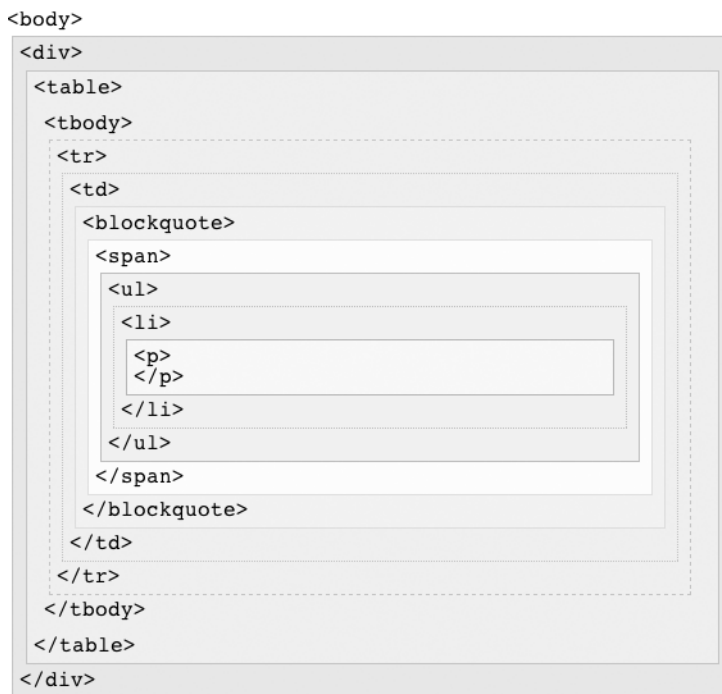 <body>
<div>
<table>
<tbody>
<tr>
<td>
<blockquote>
<span>
<ul>
<li>
<p>
</p>
</li>
</ul>
</span>
</blockquote>
</td>
</tr>
</tbody>
</table>
</div>